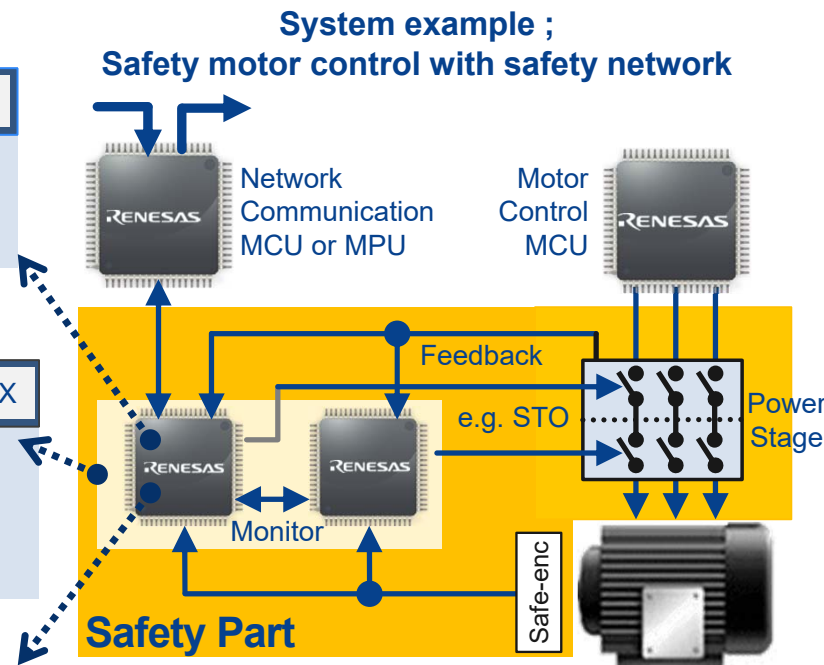 System example ;
Safety motor control with safety network
Network
Communication
MCU or MPU
Motor
Control
MCU
RENESAS
RENESAS
Feedback
X
e.g. STO
Power
Stage
RENESAS
RENESAS
Monitor
Safe-enc
Safety Part